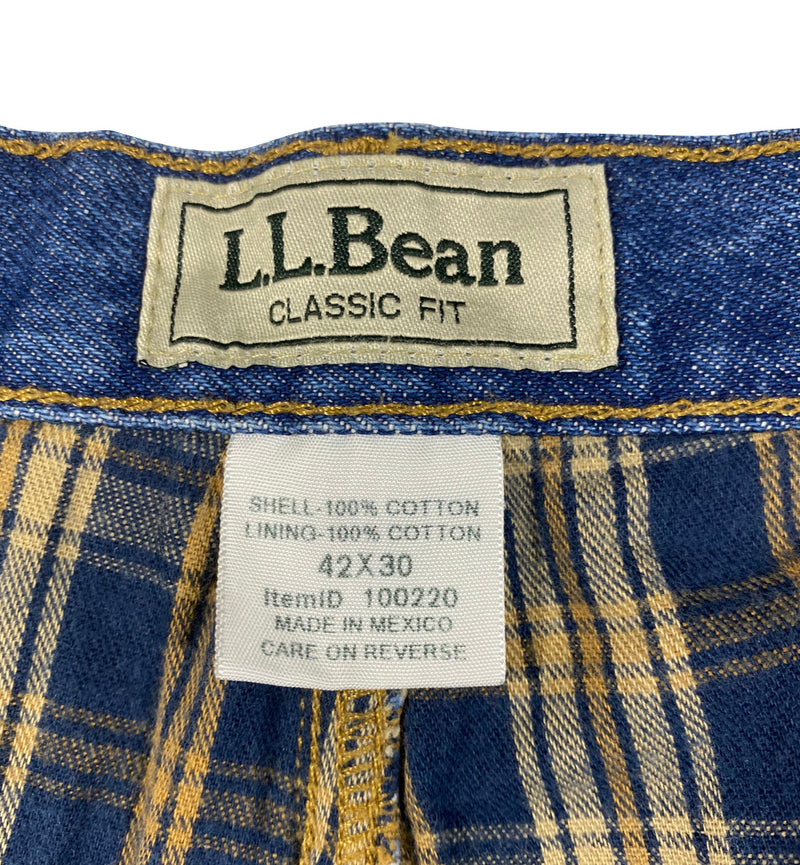 L.L.Bean
CLASSIC FIT
SHELL-100% COTTON
LINING-100% COTTON
42X30
ItemID 100220
MADE IN MEXICO
CARE ON REVERSE